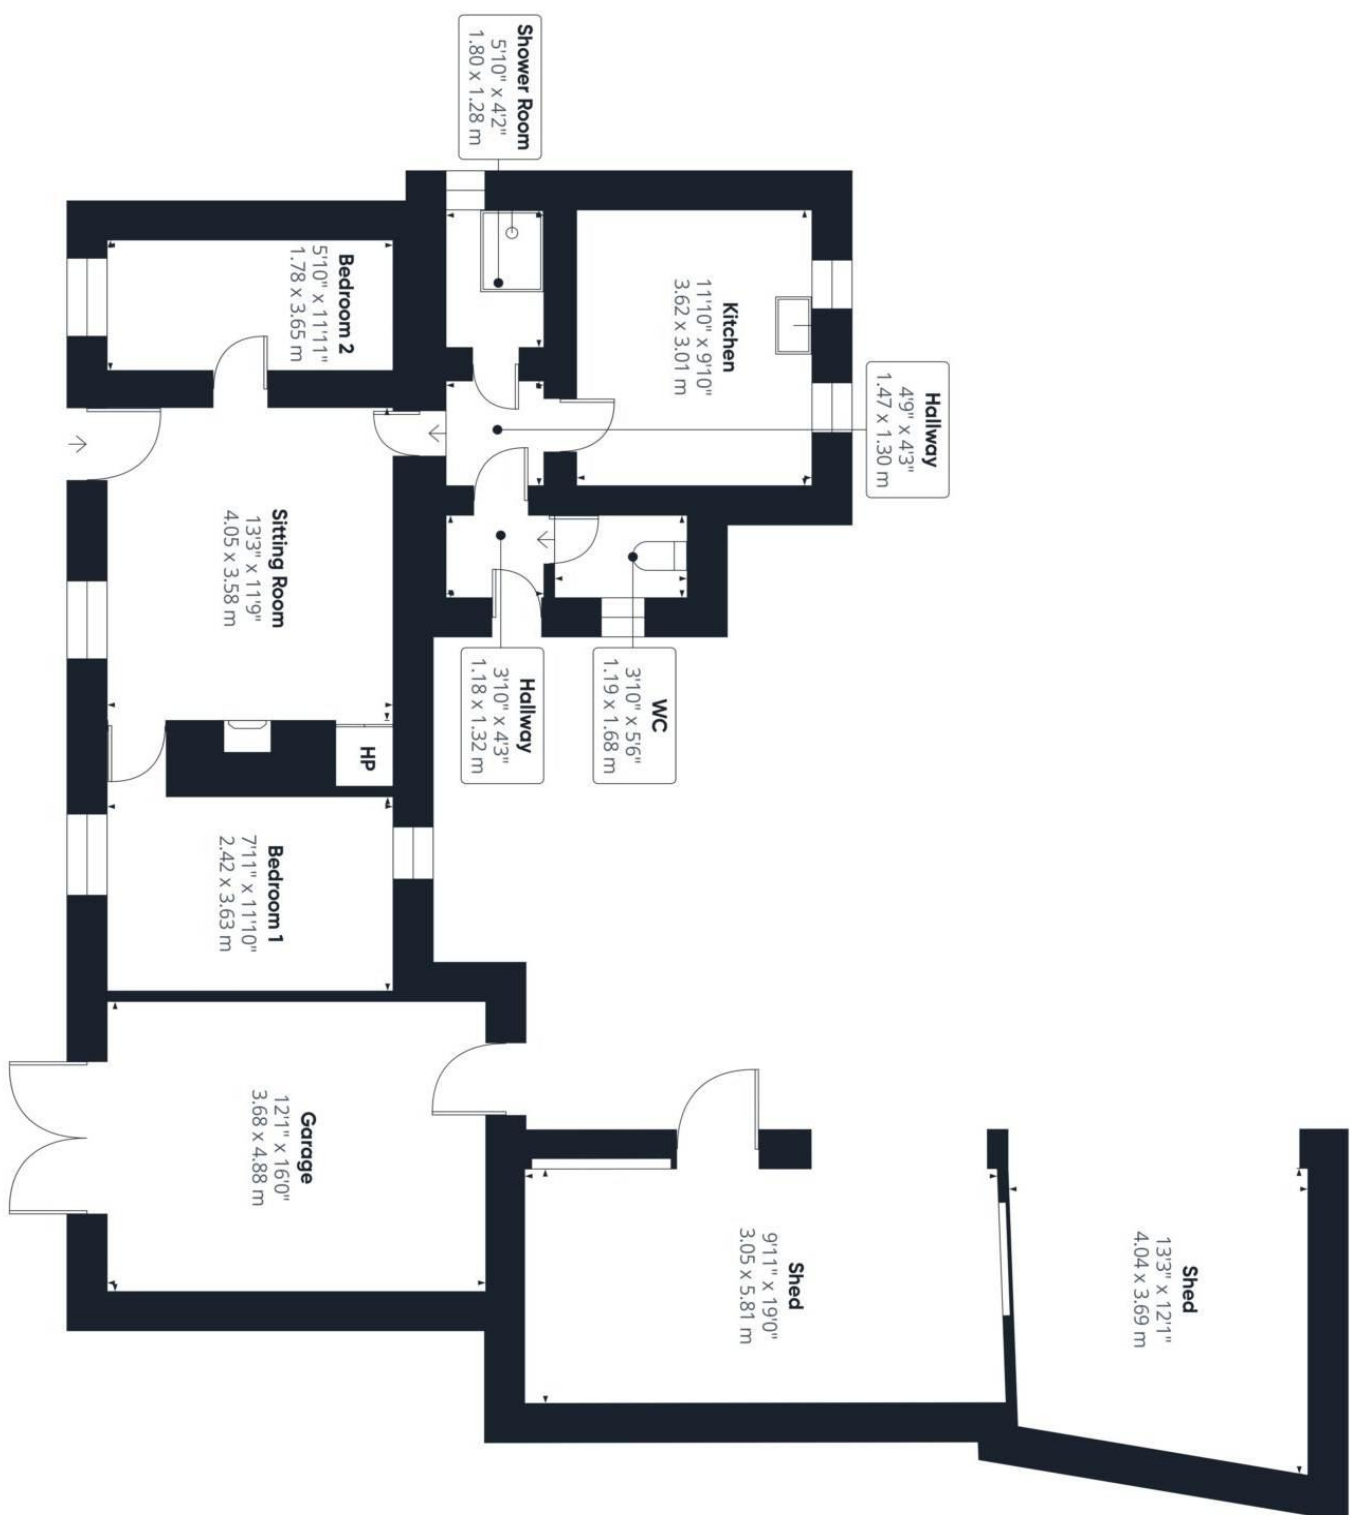 Shed
13'3" x 12'1"
4.04 x 3.69 m
Hallway
4'9" x 4'3"
1.47 x 1.30 m
Kitchen
11'10" x 9'10"
3.62 x 3.01 m
Shed
9'11" x 19'0"
3.05 x 5.81 m
WC
3'10" x 5'6"
1.19 x 1.68 m
Shower Room
5'10" x 4'2"
1.80 x 1.28 m
Hallway
3'10" x 4'3"
1.18 x 1.32 m
HP
Bedroom 2
5'10" x 11'11"
1.78 x 3.65 m
Sitting Room
13'3" x 11'9"
4.05 x 3.58 m
Bedroom 1
7'11" x 11'10"
2.42 x 3.63 m
Garage
12'1" x 16'0"
3.68 x 4.88 m